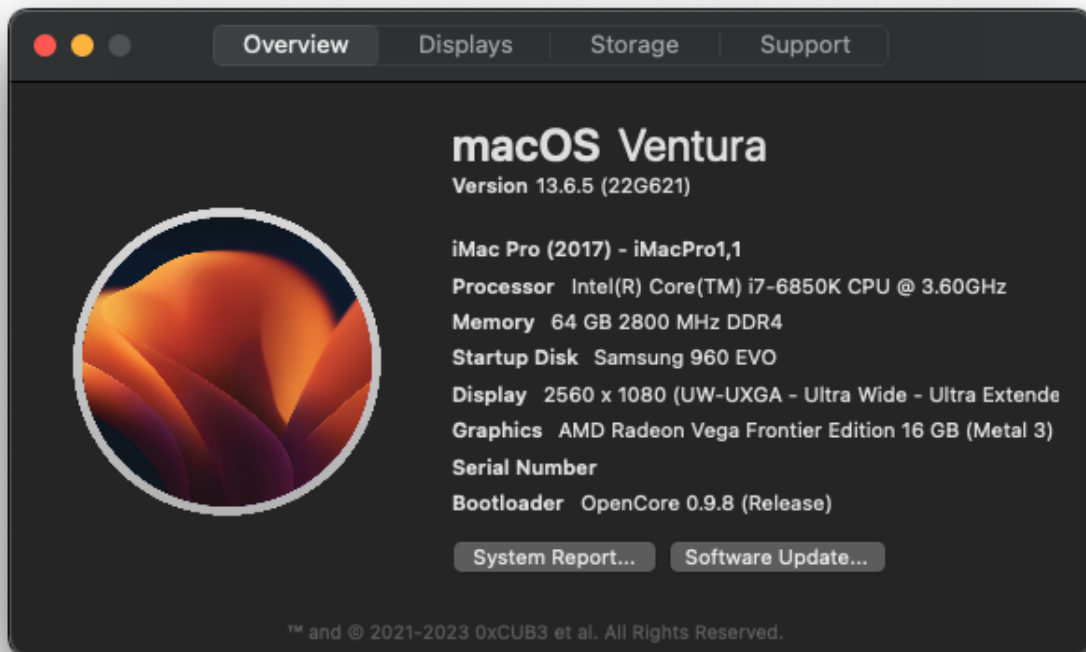 Overview Displays Storage Support
macOS Ventura
Version 13.6.5 (22G621)
iMac Pro (2017) - iMacPro1,1
Processor Intel(R) Core(TM) i7-6850K CPU @ 3.60GHz
Memory 64 GB 2800 MHz DDR4
Startup Disk Samsung 960 EVO
Display 2560 x 1080 (UW-UXGA - Ultra Wide - Ultra Extende
Graphics AMD Radeon Vega Frontier Edition 16 GB (Metal 3)
Serial Number
Bootloader OpenCore 0.9.8 (Release)
System Report... Software Update...
™ and © 2021-2023 0xCUB3 et al. All Rights Reserved.